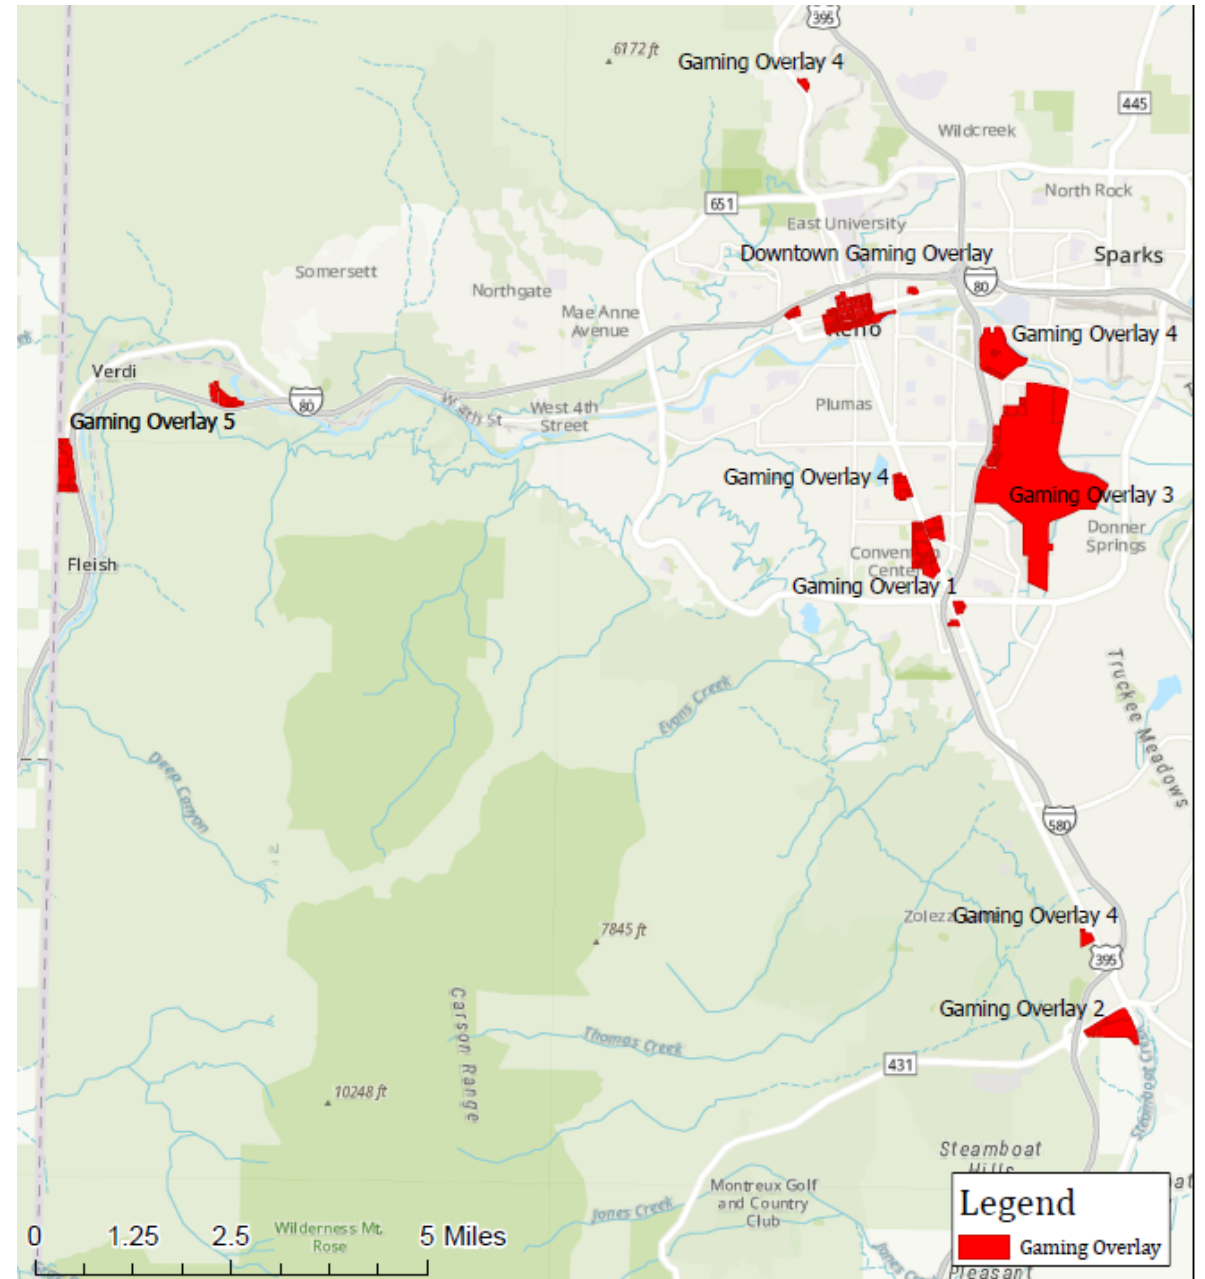 395
6172 ft
Gaming Overlay 4
445
Wildcreek
North Rock
651
East University
Downtown Gaming Overlay
Sparks
Somersett
80
Northgate
Mae Anne
Avenue
Gaming Overlay 4
Verdi
80
West 4th
Street
Plumas
Gaming Overlay 5
Gaming Overlay 4
Gaming Overlay 3
Donner
Springs
Fleish
Gaming Overlay 1
Truckee Meadows
Evans Creek
Deep Canyon
580
Gaming Overlay 4
7845 ft
395
Gaming Overlay 2
Carson Range
Thomas Creek
431
Steamboat Creek
10248 ft
Steamboat
Hills
Montreux Golf
and Country
Club
Legend
Gaming Overlay
Jones Creek
Wilderness Mt.
Rose
0 1.25 2.5 5 Miles
Pleasant